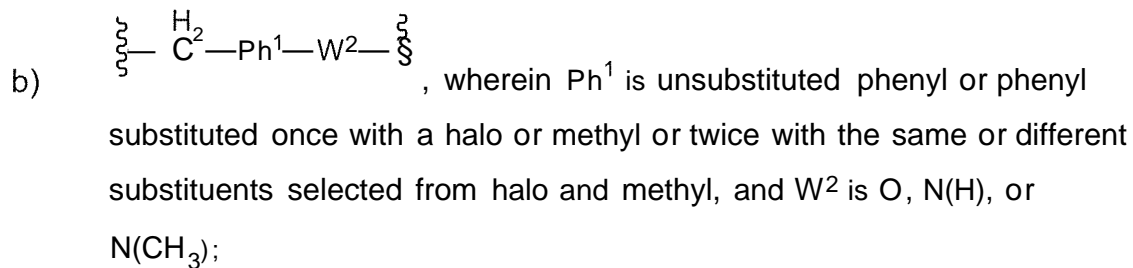 H
b) C2—Ph1—W2—§ , wherein Ph1 is unsubstituted phenyl or phenyl
substituted once with a halo or methyl or twice with the same or different
substituents selected from halo and methyl, and W2 is O, N(H), or
N(CH3);